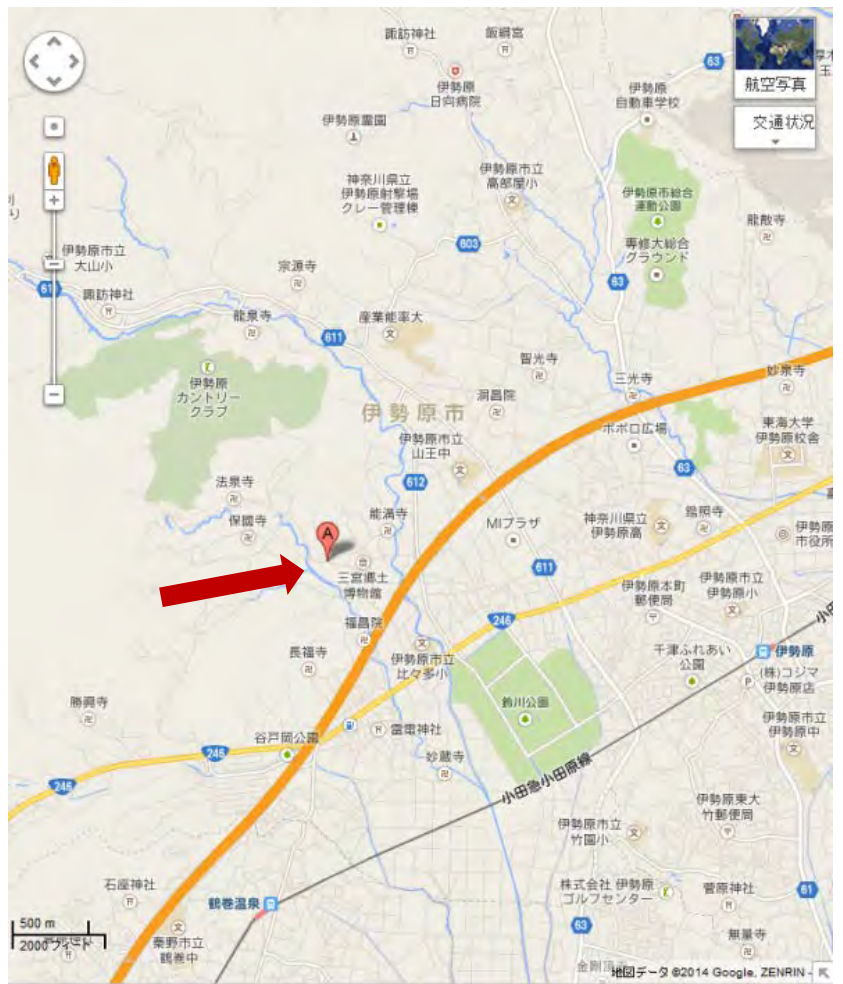 諏訪神社
飯綱宮
63
伊勢原
日向病院
伊勢原
自動車学校
航空写真
交通状況
伊勢原霊園
神奈川県立
伊勢原射撃場
クレー管理棟
伊勢原市立
高部屋小
伊勢原市総合
運動公園
龍散寺
603
専修大総合
グラウンド
伊勢原市立
大山小
宗源寺
63
諏訪神社
龍泉寺
産業能率大
611
智光寺
妙泉寺
伊勢原
カントリー
クラブ
三光寺
洞昌院
伊勢原市
ポポロ広場
東海大学
伊勢原校舎
伊勢原市立
山王中
63
法泉寺
612
保國寺
能満寺
MIプラザ
神奈川県立
伊勢原高
鑑照寺
伊勢原
市役所
A
三宮郷土
博物館
611
伊勢原本町
郵便局
伊勢原市立
伊勢原小
福昌院
246
長福寺
伊勢原市立
比々多小
千津ふれあい
公園
伊勢原
(株)コジマ
伊勢原店
勝興寺
鈴川公園
谷戸岡公園
雷電神社
伊勢原市立
伊勢原中
246
妙蔵寺
246
小田急小田原線
伊勢原東大
竹郵便局
伊勢原市立
竹園小
石座神社
鶴巻温泉
株式会社 伊勢原
ゴルフセンター
菅原神社
61
500 m
2000 フィート
秦野市立
鶴巻中
63
無量寺
地図データ ©2014 Google, ZENRIN -